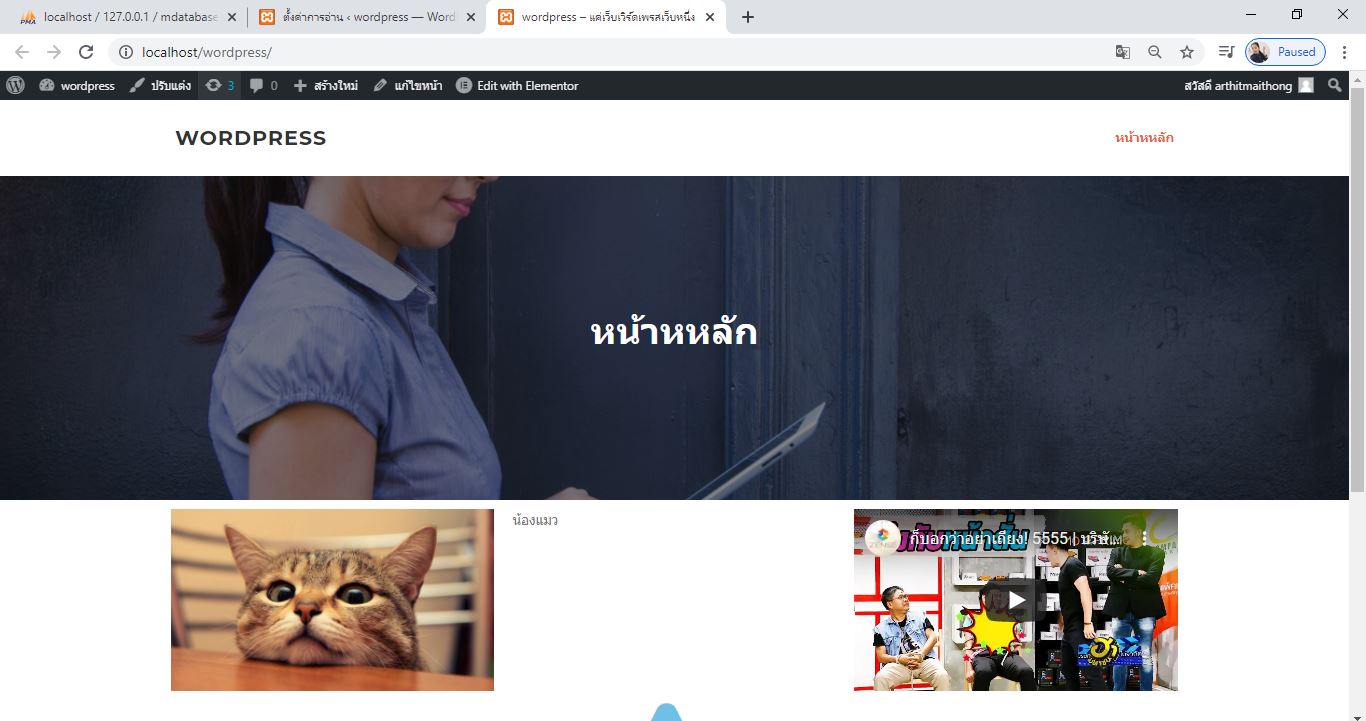 localhost / 127.0.0.1 / mdatabase
ตั้งค่าการอ่าน ‹ wordpress — Word
wordpress – แค่เว็บเวิร์ดเพรสเว็บหนึ่ง
localhost/wordpress/
Paused
wordpress
ปรับแต่ง
3
0
สร้างใหม่
แก้ไขหน้า
Edit with Elementor
สวัสดี arthitmaithong
WORDPRESS
หน้าหหลัก
หน้าหหลัก
น้องแมว
ก็บอกว่าอย่าเถียง! 5555 | บริษั...